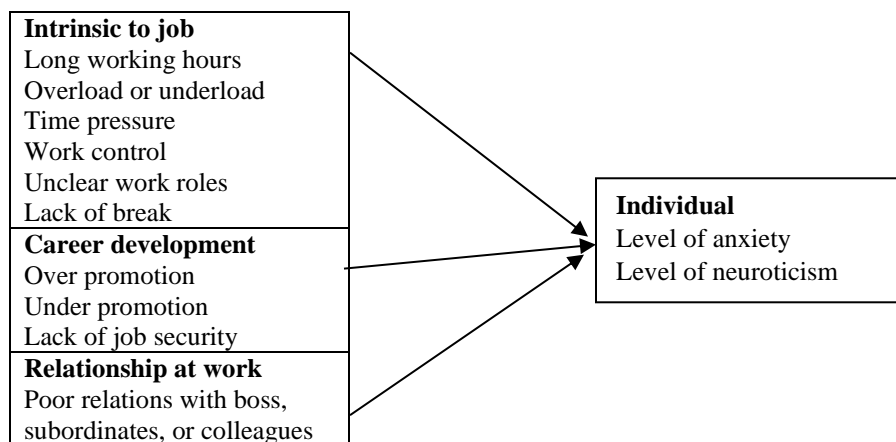 Intrinsic to job
Long working hours
Overload or underload
Time pressure
Work control
Unclear work roles
Lack of break
Career development
Over promotion
Under promotion
Lack of job security
Relationship at work
Poor relations with boss,
subordinates, or colleagues
Individual
Level of anxiety
Level of neuroticism